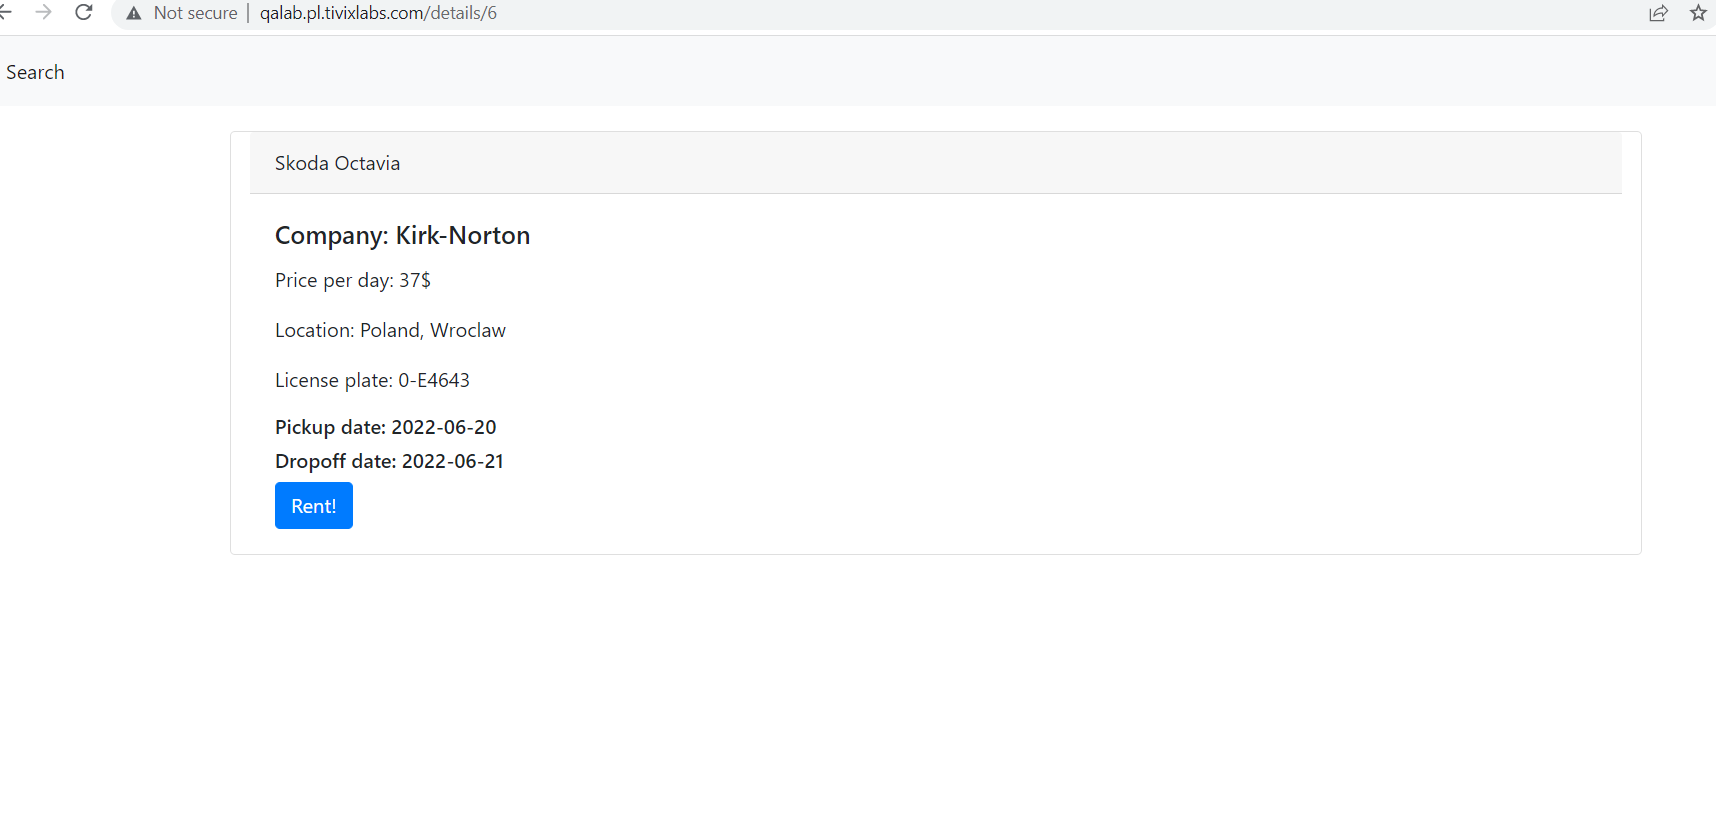 Not secure | qalab.pl.tivixlabs.com/details/6
Search
Skoda Octavia
Company: Kirk-Norton
Price per day: 37$
Location: Poland, Wroclaw
License plate: 0-E4643
Pickup date: 2022-06-20
Dropoff date: 2022-06-21
Rent!